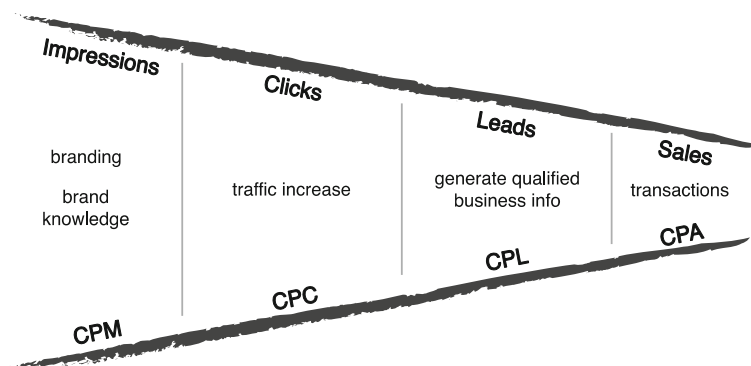 Impressions
Clicks
Leads
Sales
branding
brand
knowledge
traffic increase
generate qualified
business info
transactions
CPM
CPC
CPL
CPA